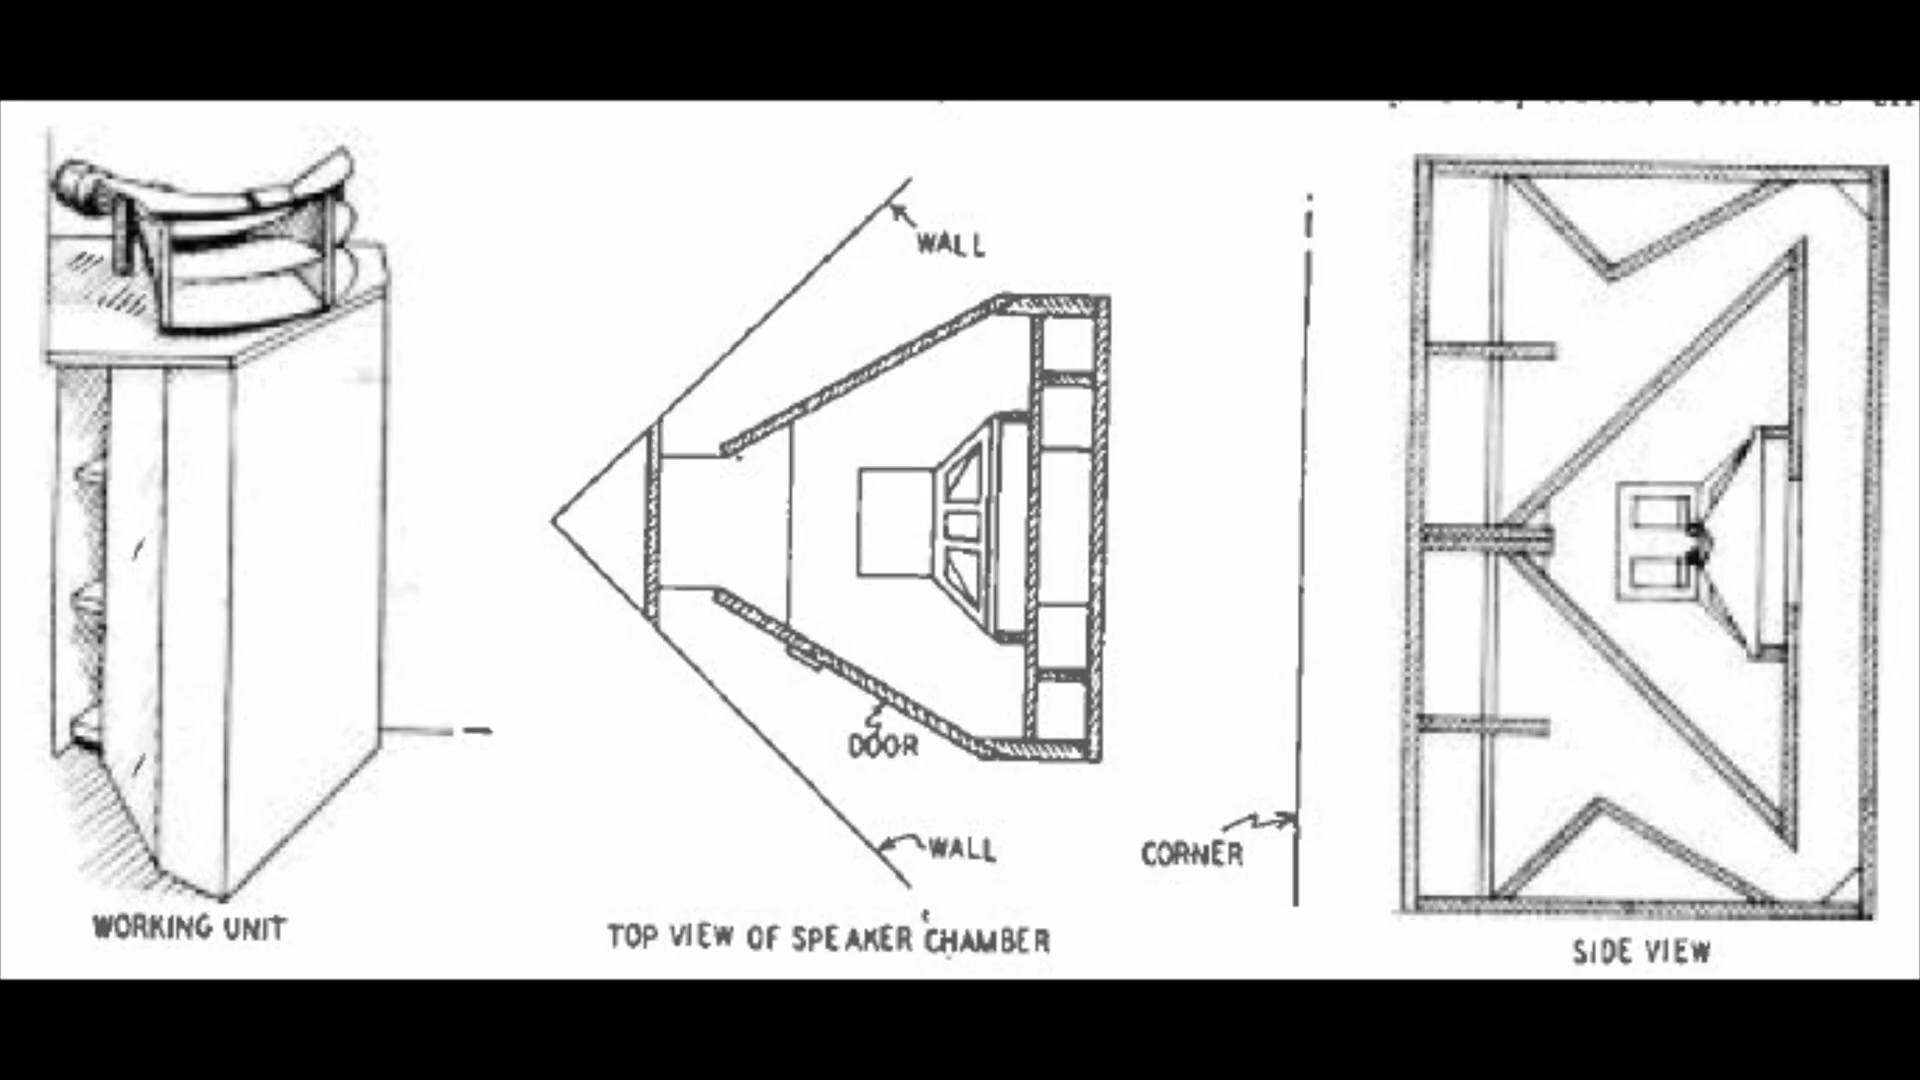 WALL
DOOR
WALL
CORNER
WORKING UNIT
TOP VIEW OF SPEAKER CHAMBER
SIDE VIEW